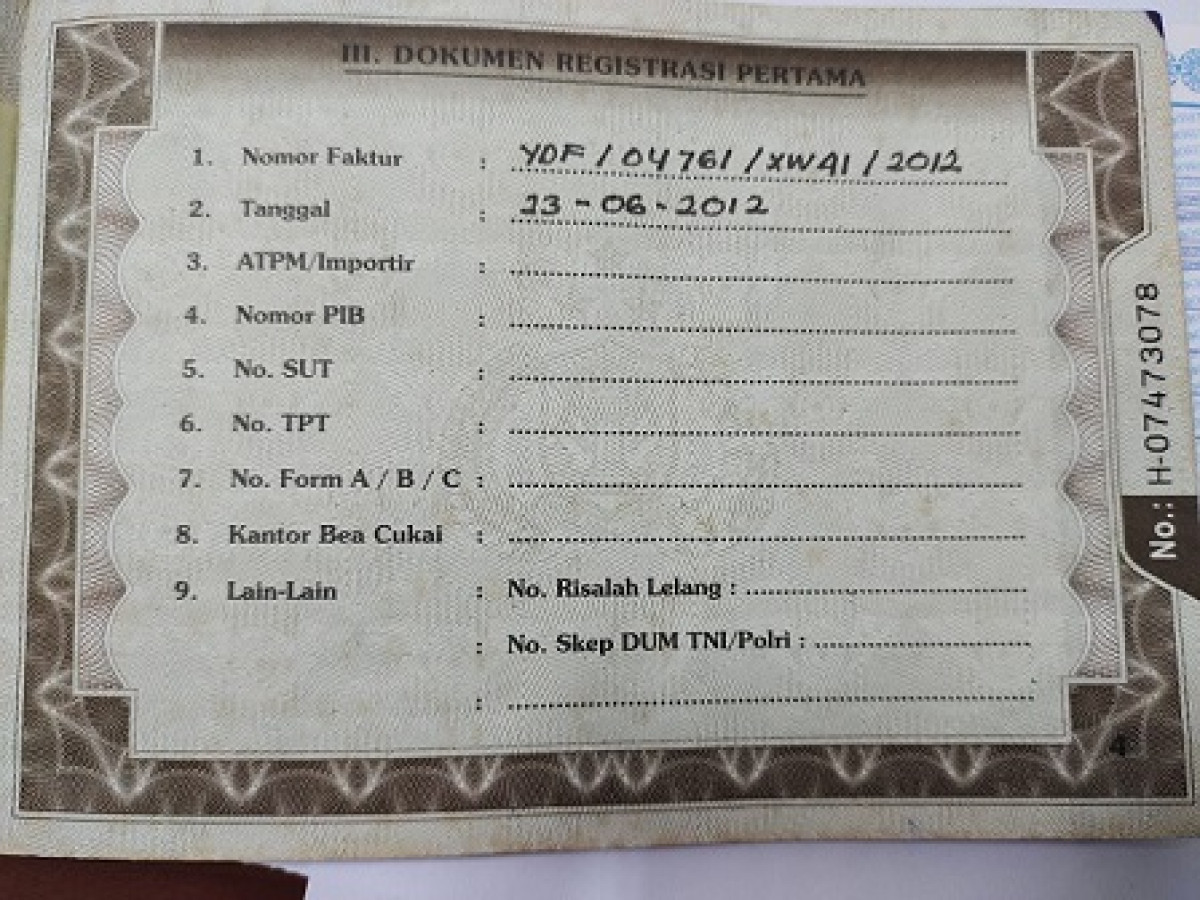 III. DOKUMEN REGISTRASI PERTAMA
1. Nomor Faktur : YDF / 04761 / XW41 / 2012
2. Tanggal : 23 - 06 - 2012
3. ATPM/Importir :
4. Nomor PIB :
5. No. SUT :
6. No. TPT :
7. No. Form A / B / C :
8. Kantor Bea Cukai :
9. Lain-Lain : No. Risalah Lelang :
: No. Skep DUM TNI/Polri :
:
No.: H-07473078
4